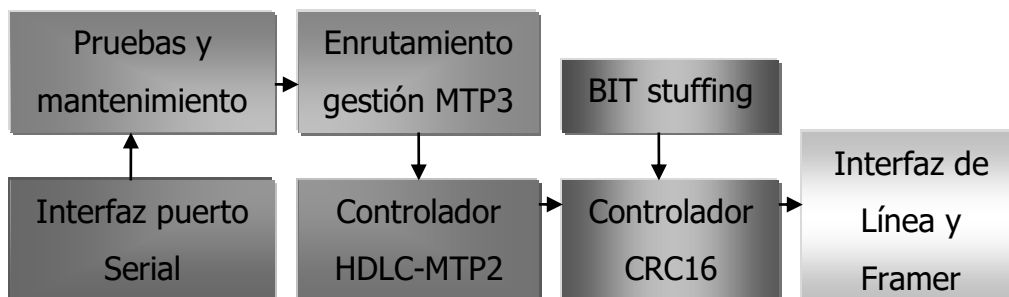 Pruebas y
mantenimiento
Enrutamiento
gestión MTP3
BIT stuffing
Interfaz puerto
Serial
Controlador
HDLC-MTP2
Controlador
CRC16
Interfaz de
Línea y
Framer